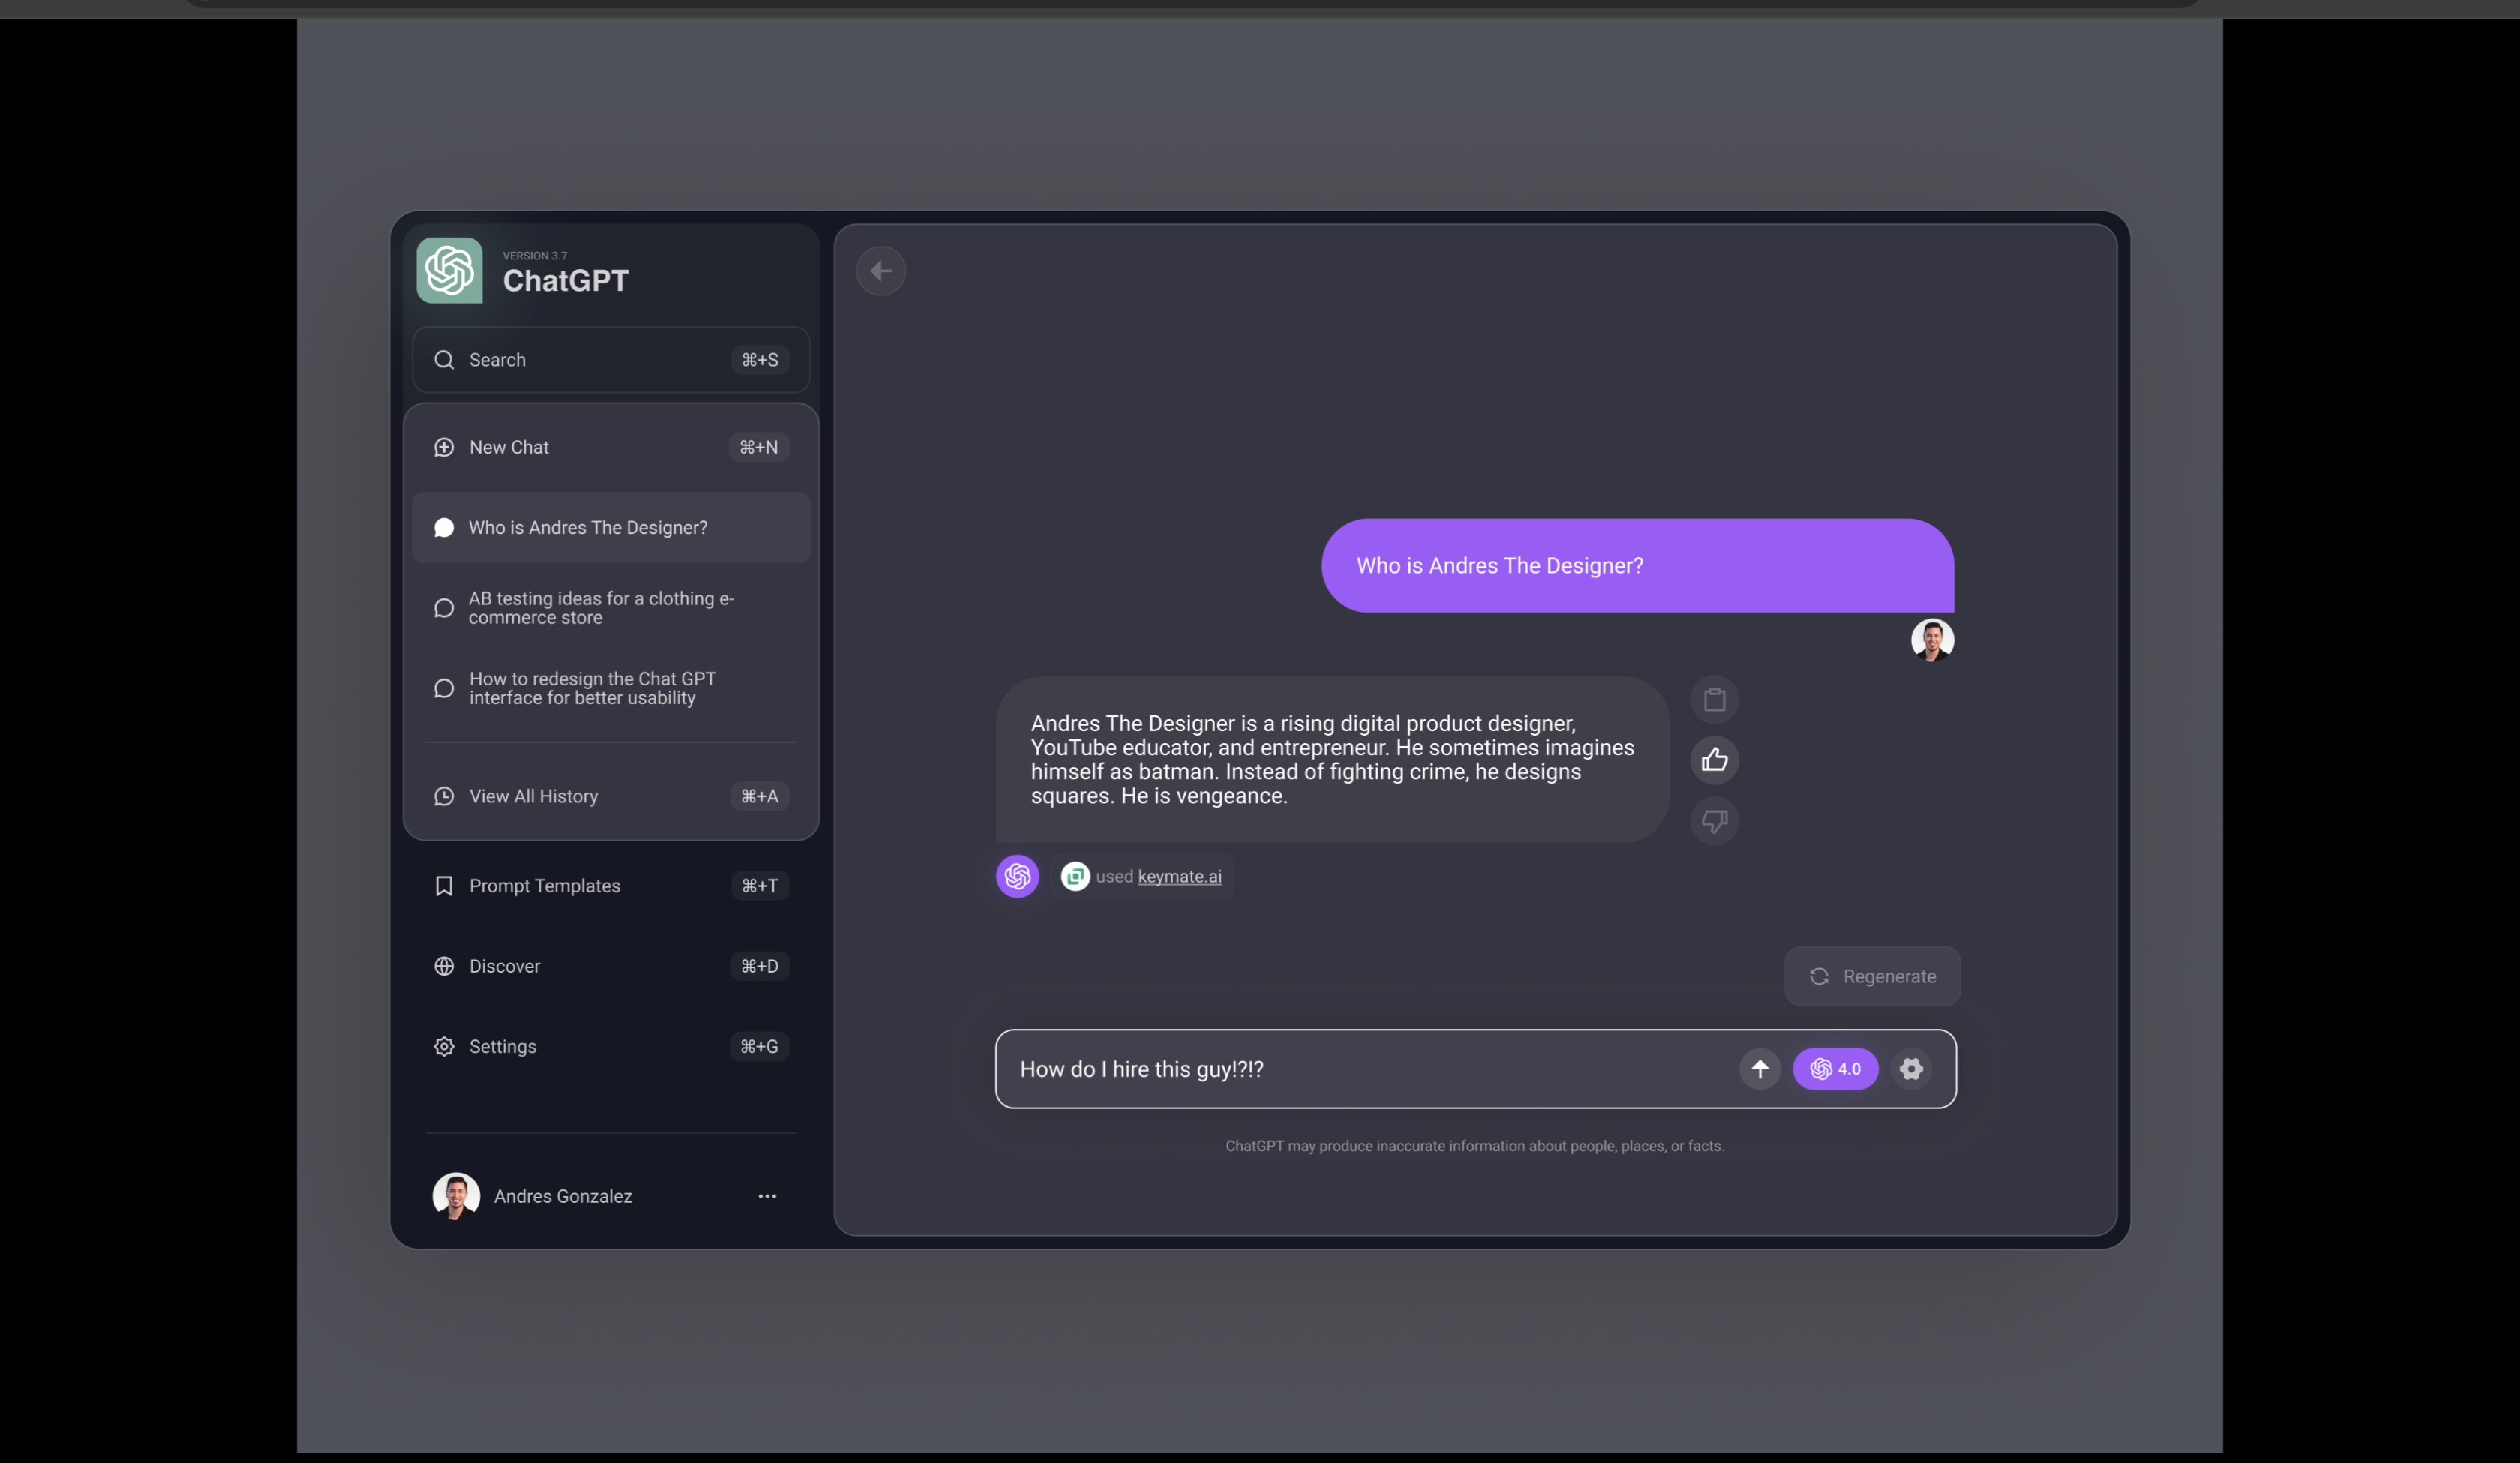 VERSION 3.7
ChatGPT
Search
⌘+S
New Chat
⌘+N
Who is Andres The Designer?
AB testing ideas for a clothing e-
commerce store
How to redesign the Chat GPT
interface for better usability
View All History
⌘+A
Prompt Templates
⌘+T
Discover
⌘+D
Settings
⌘+G
Andres Gonzalez
Who is Andres The Designer?
Andres The Designer is a rising digital product designer,
YouTube educator, and entrepreneur. He sometimes imagines
himself as batman. Instead of fighting crime, he designs
squares. He is vengeance.
used keymate.ai
Regenerate
How do I hire this guy!?!?
4.0
ChatGPT may produce inaccurate information about people, places, or facts.